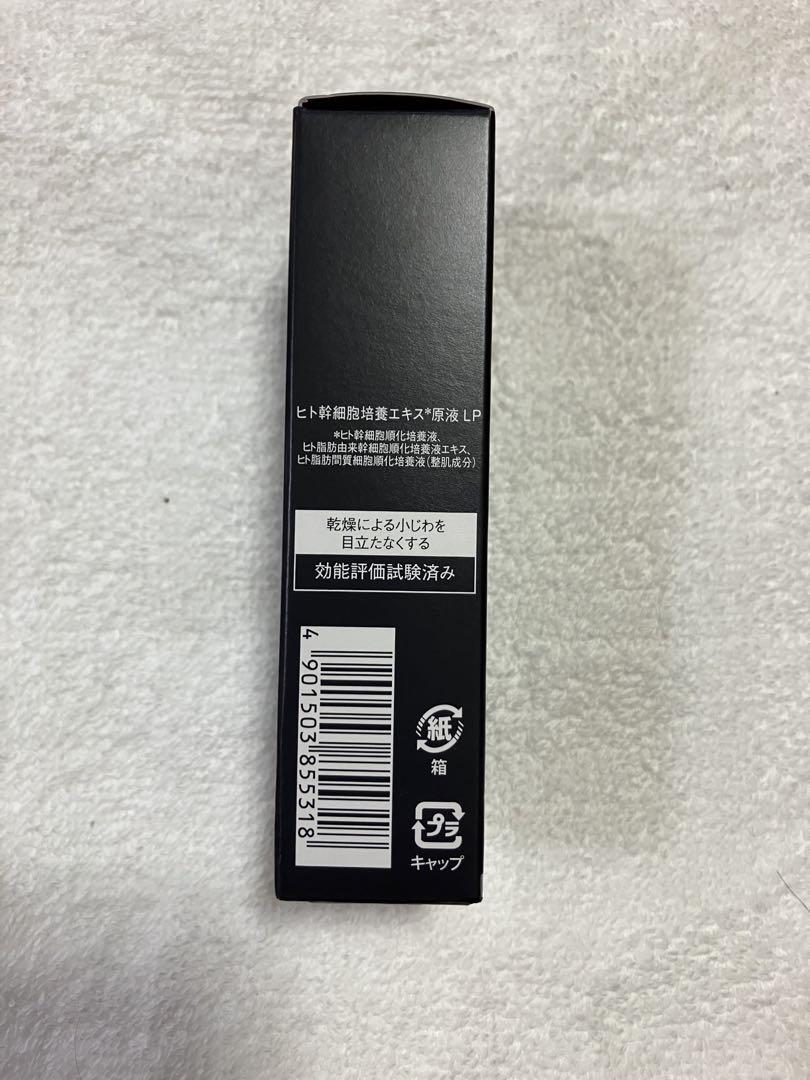 ヒト幹細胞培養エキス*原液 LP
*ヒト幹細胞順化培養液、
ヒト脂肪由来幹細胞順化培養液エキス、
ヒト脂肪間質細胞順化培養液(整肌成分)
乾燥による小じわを
目立たなくする
効能評価試験済み
4 901503 855318
紙
箱
プラ
キャップ